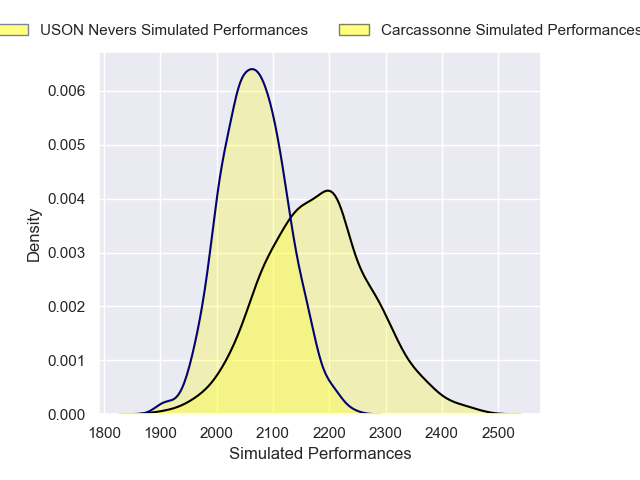 USON Nevers Simulated Performances Carcassonne Simulated Performances
0.006
0.005
0.004
0.003
0.002
0.001
0.000
Density
1800 1900 2000 2100 2200 2300 2400 2500
Simulated Performances